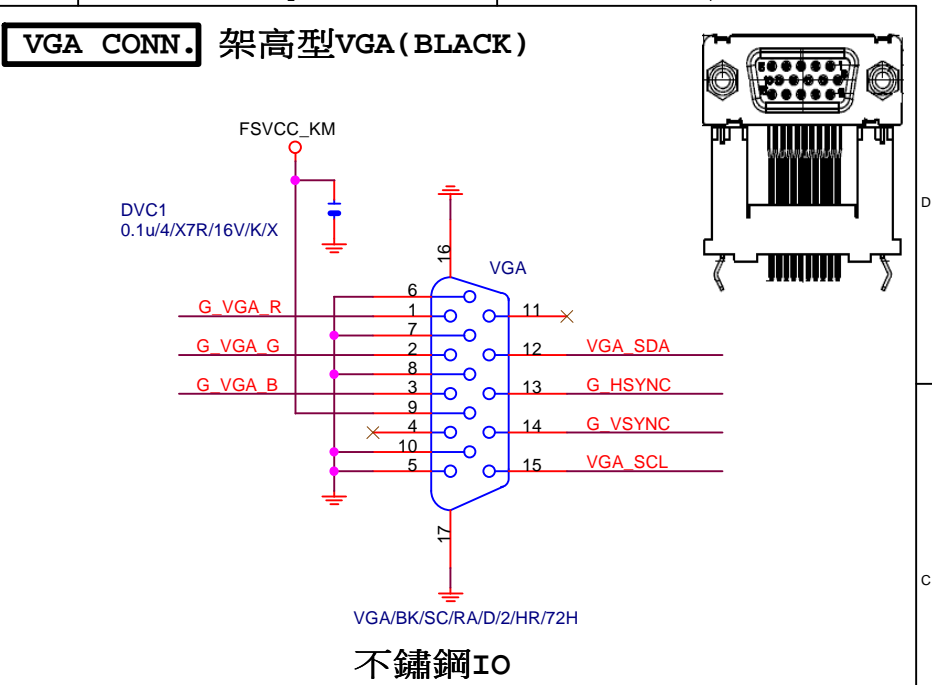 VGA CONN. 架高型VGA(BLACK)
FSVCC_KM
DVC1
0.1u/4/X7R/16V/K/X
D
16
VGA
6
G_VGA_R 1 11
7
G_VGA_G 2 12 VGA_SDA
8
G_VGA_B 3 13 G_HSYNC
9
4 14 G_VSYNC
10
5 15 VGA_SCL
17
C
VGA/BK/SC/RA/D/2/HR/72H
不鏽鋼IO